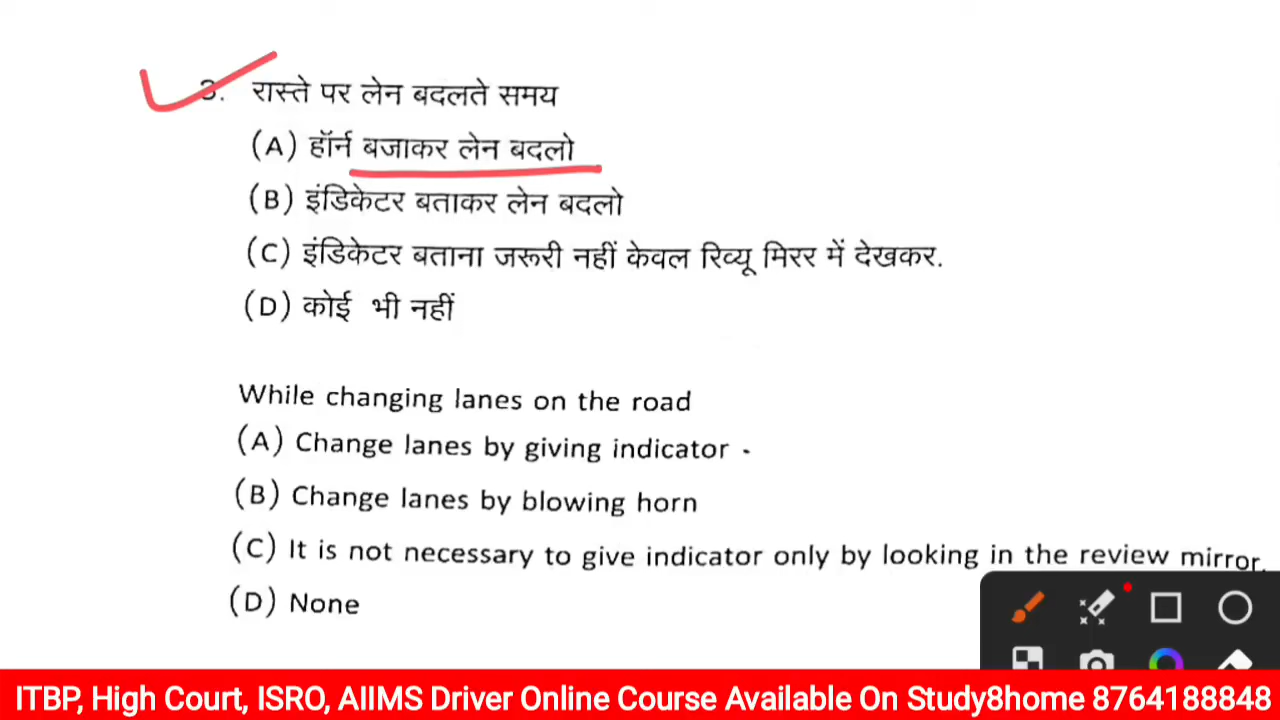 3. रास्ते पर लेन बदलते समय
(A) हॉर्न बजाकर लेन बदलो
(B) इंडिकेटर बताकर लेन बदलो
(C) इंडिकेटर बताना जरूरी नहीं केवल रिव्यू मिरर में देखकर.
(D) कोई भी नहीं
While changing lanes on the road
(A) Change lanes by giving indicator -
(B) Change lanes by blowing horn
(C) It is not necessary to give indicator only by looking in the review mirror.
(D) None
ITBP, High Court, ISRO, AIIMS Driver Online Course Available On Study8home 8764188848